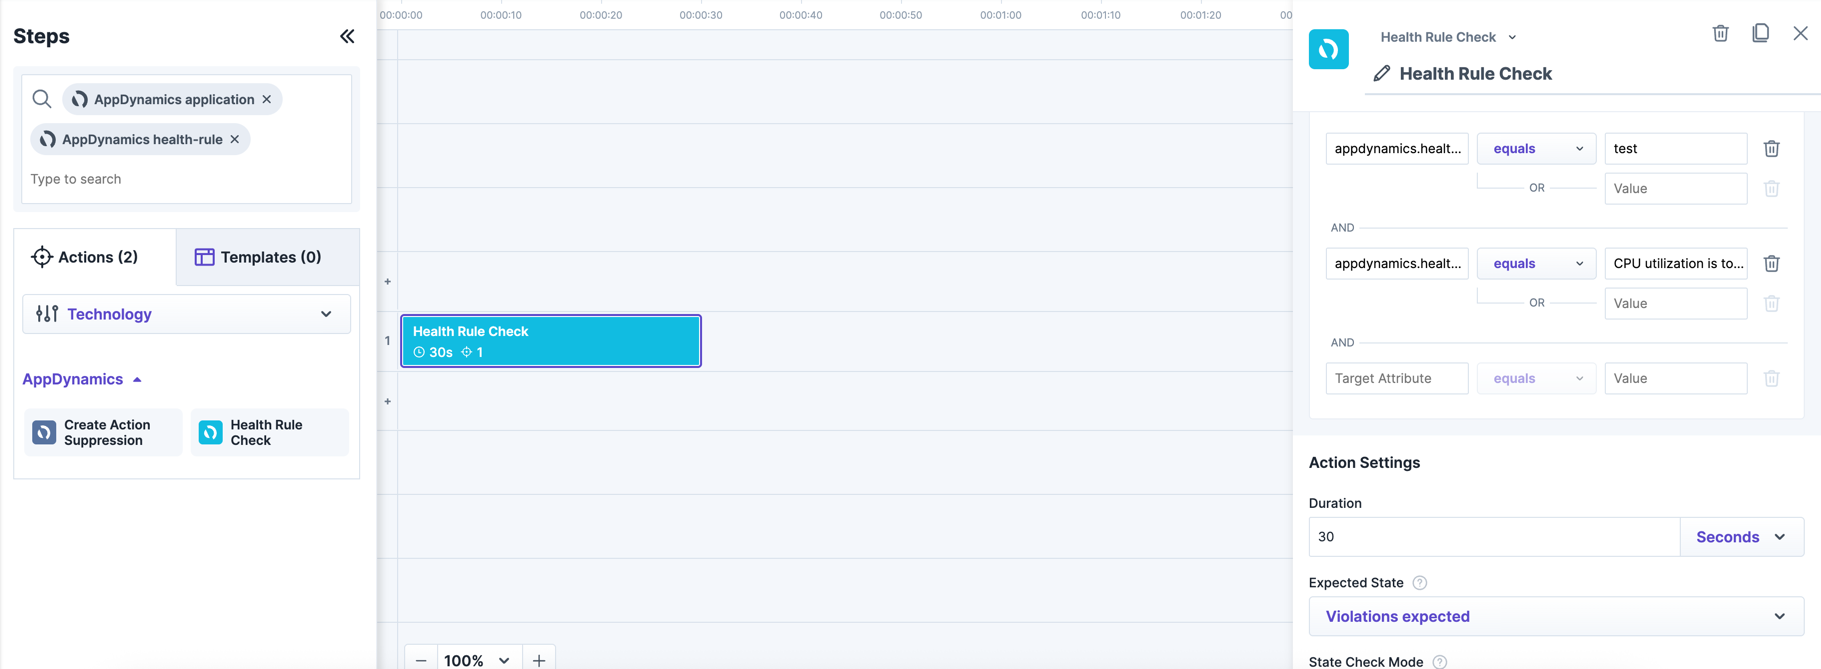 Steps
AppDynamics application
AppDynamics health-rule
Type to search
Actions (2)
Templates (0)
Technology
AppDynamics
Create Action Suppression
Health Rule Check
00:00:00 00:00:10 00:00:20 00:00:30 00:00:40 00:00:50 00:01:00 00:01:10 00:01:20 00
+
1
Health Rule Check
30s 1
+
100%
Health Rule Check
Health Rule Check
appdynamics.healt... equals test
OR Value
AND
appdynamics.healt... equals CPU utilization is to...
OR Value
AND
Target Attribute equals Value
Action Settings
Duration
30 Seconds
Expected State ?
Violations expected
State Check Mode ?